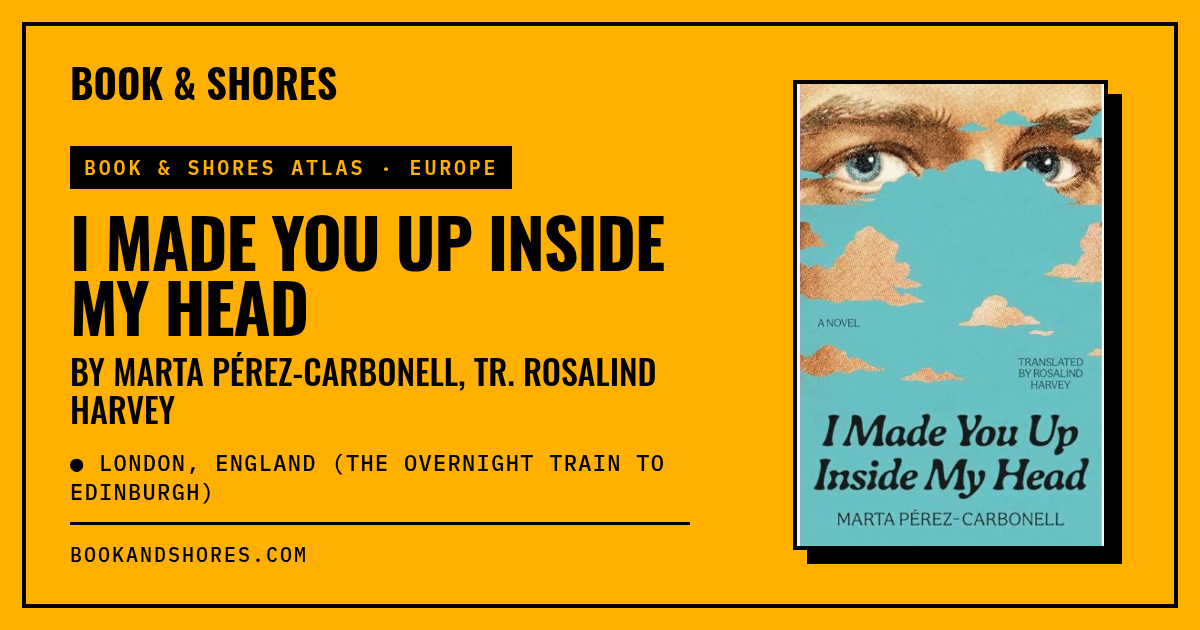 BOOK & SHORES
BOOK & SHORES ATLAS · EUROPE
I MADE YOU UP INSIDE
MY HEAD
BY MARTA PÉREZ-CARBONELL, TR. ROSALIND
HARVEY
● LONDON, ENGLAND (THE OVERNIGHT TRAIN TO
EDINBURGH)
BOOKANDSHORES.COM
A NOVEL
TRANSLATED
BY ROSALIND
HARVEY
I Made You Up
Inside My Head
MARTA PÉREZ-CARBONELL